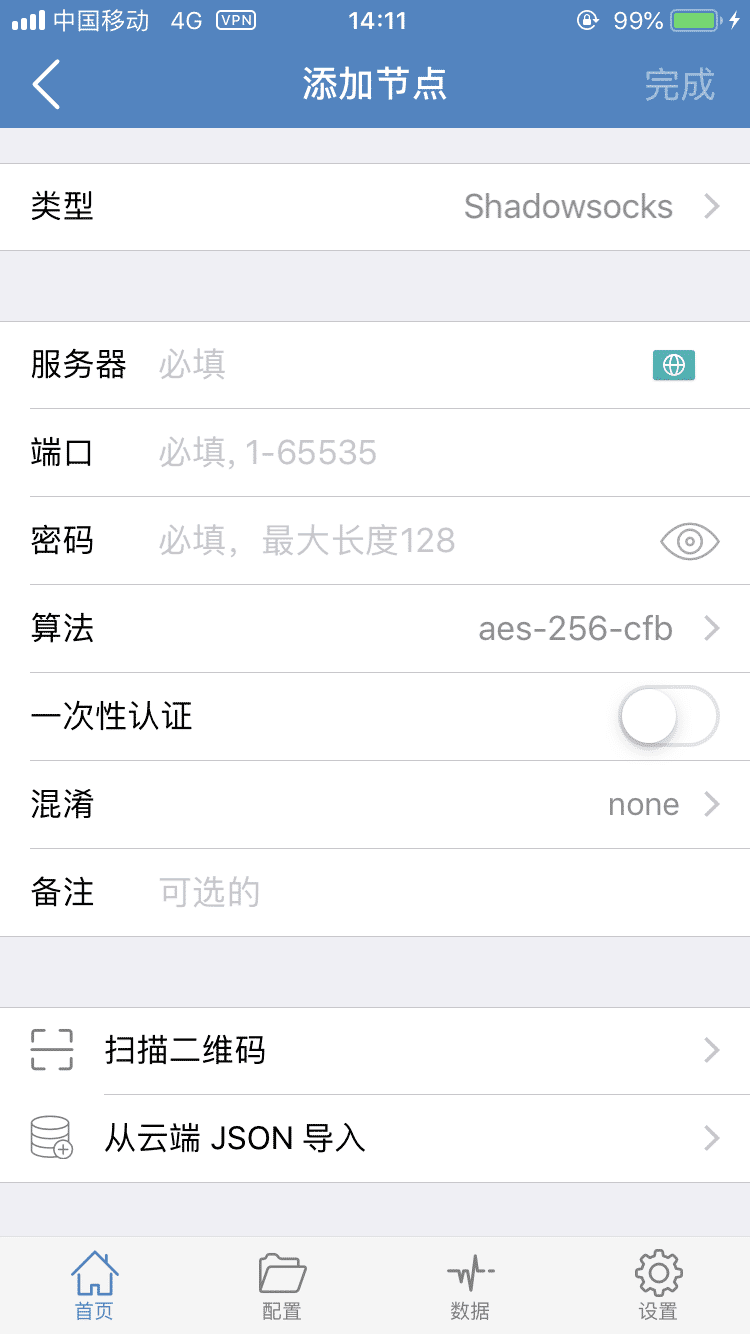 中国移动 4G VPN 14:11 99%
添加节点 完成
类型 Shadowsocks
服务器 必填
端口 必填, 1-65535
密码 必填，最大长度128
算法 aes-256-cfb
一次性认证
混淆 none
备注 可选的
扫描二维码
从云端 JSON 导入
首页 配置 数据 设置